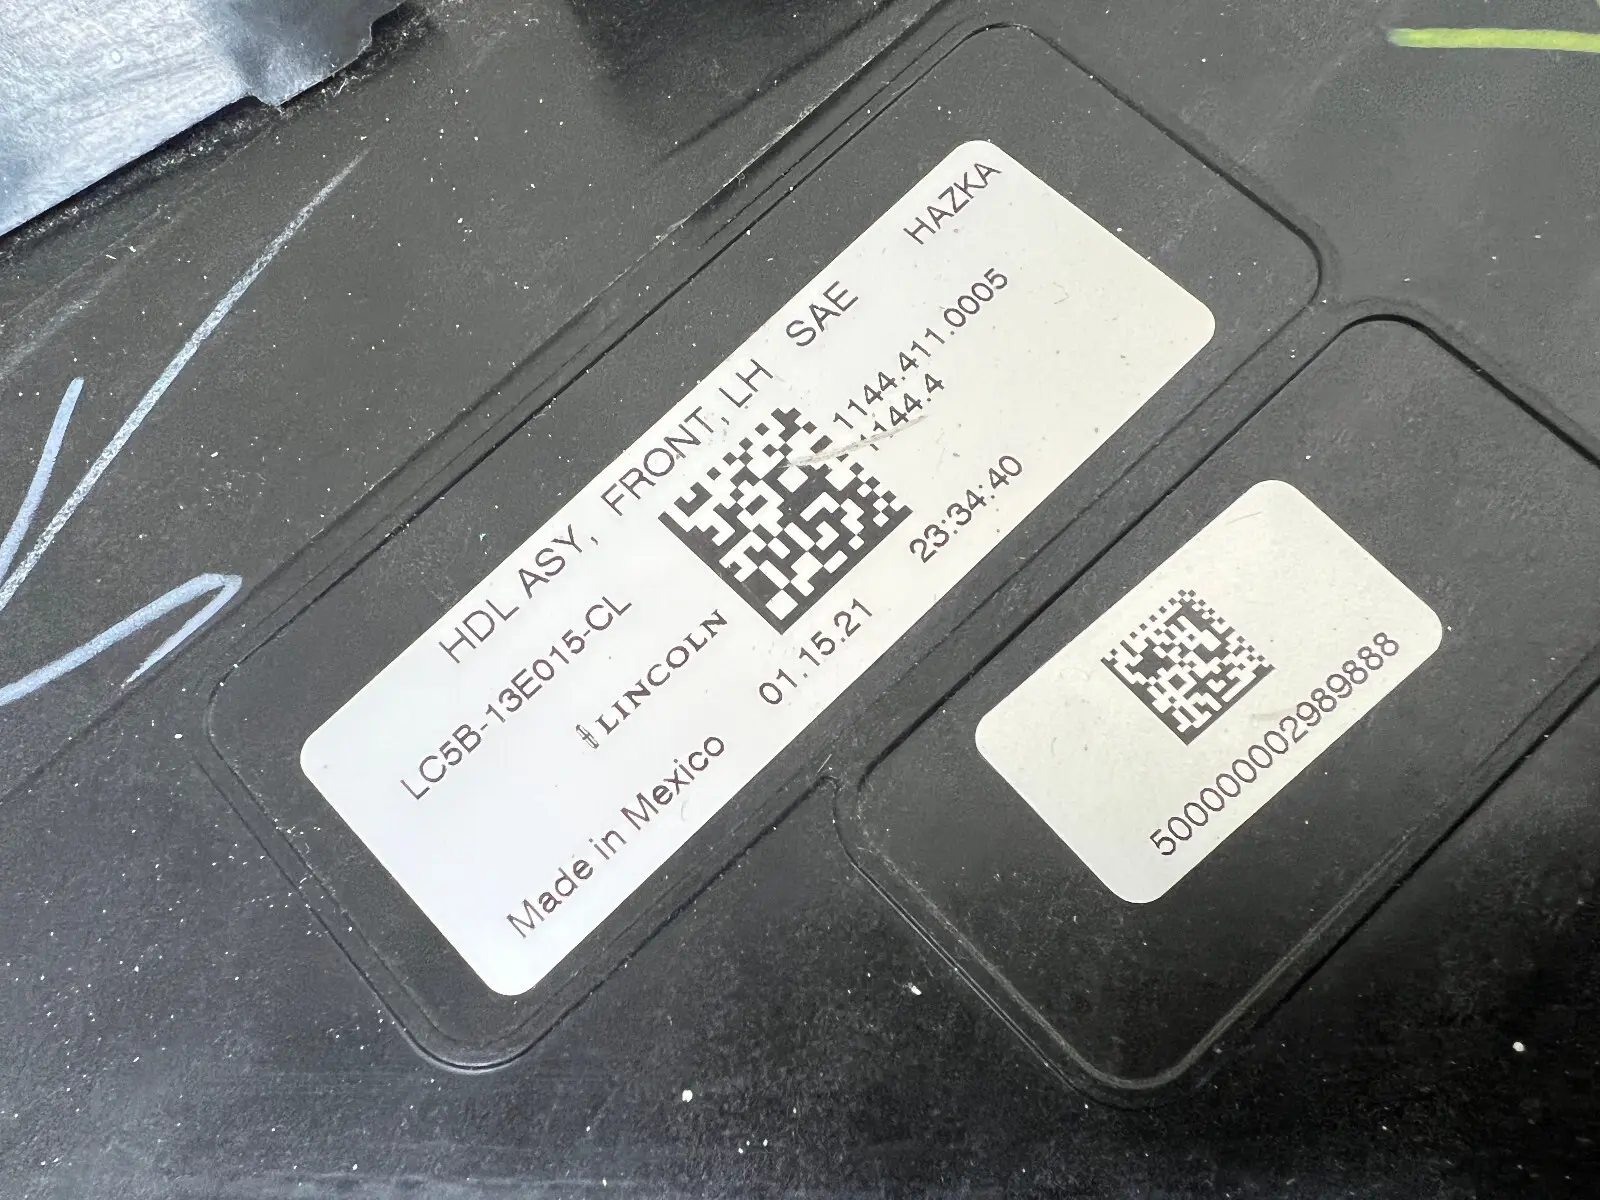 HDL ASY, FRONT, LH SAE HAZKA
LC5B-13E015-CL
1144.411.0005
1144.4
LINCOLN
01.15.21 23:34:40
Made in Mexico
5000000002989888